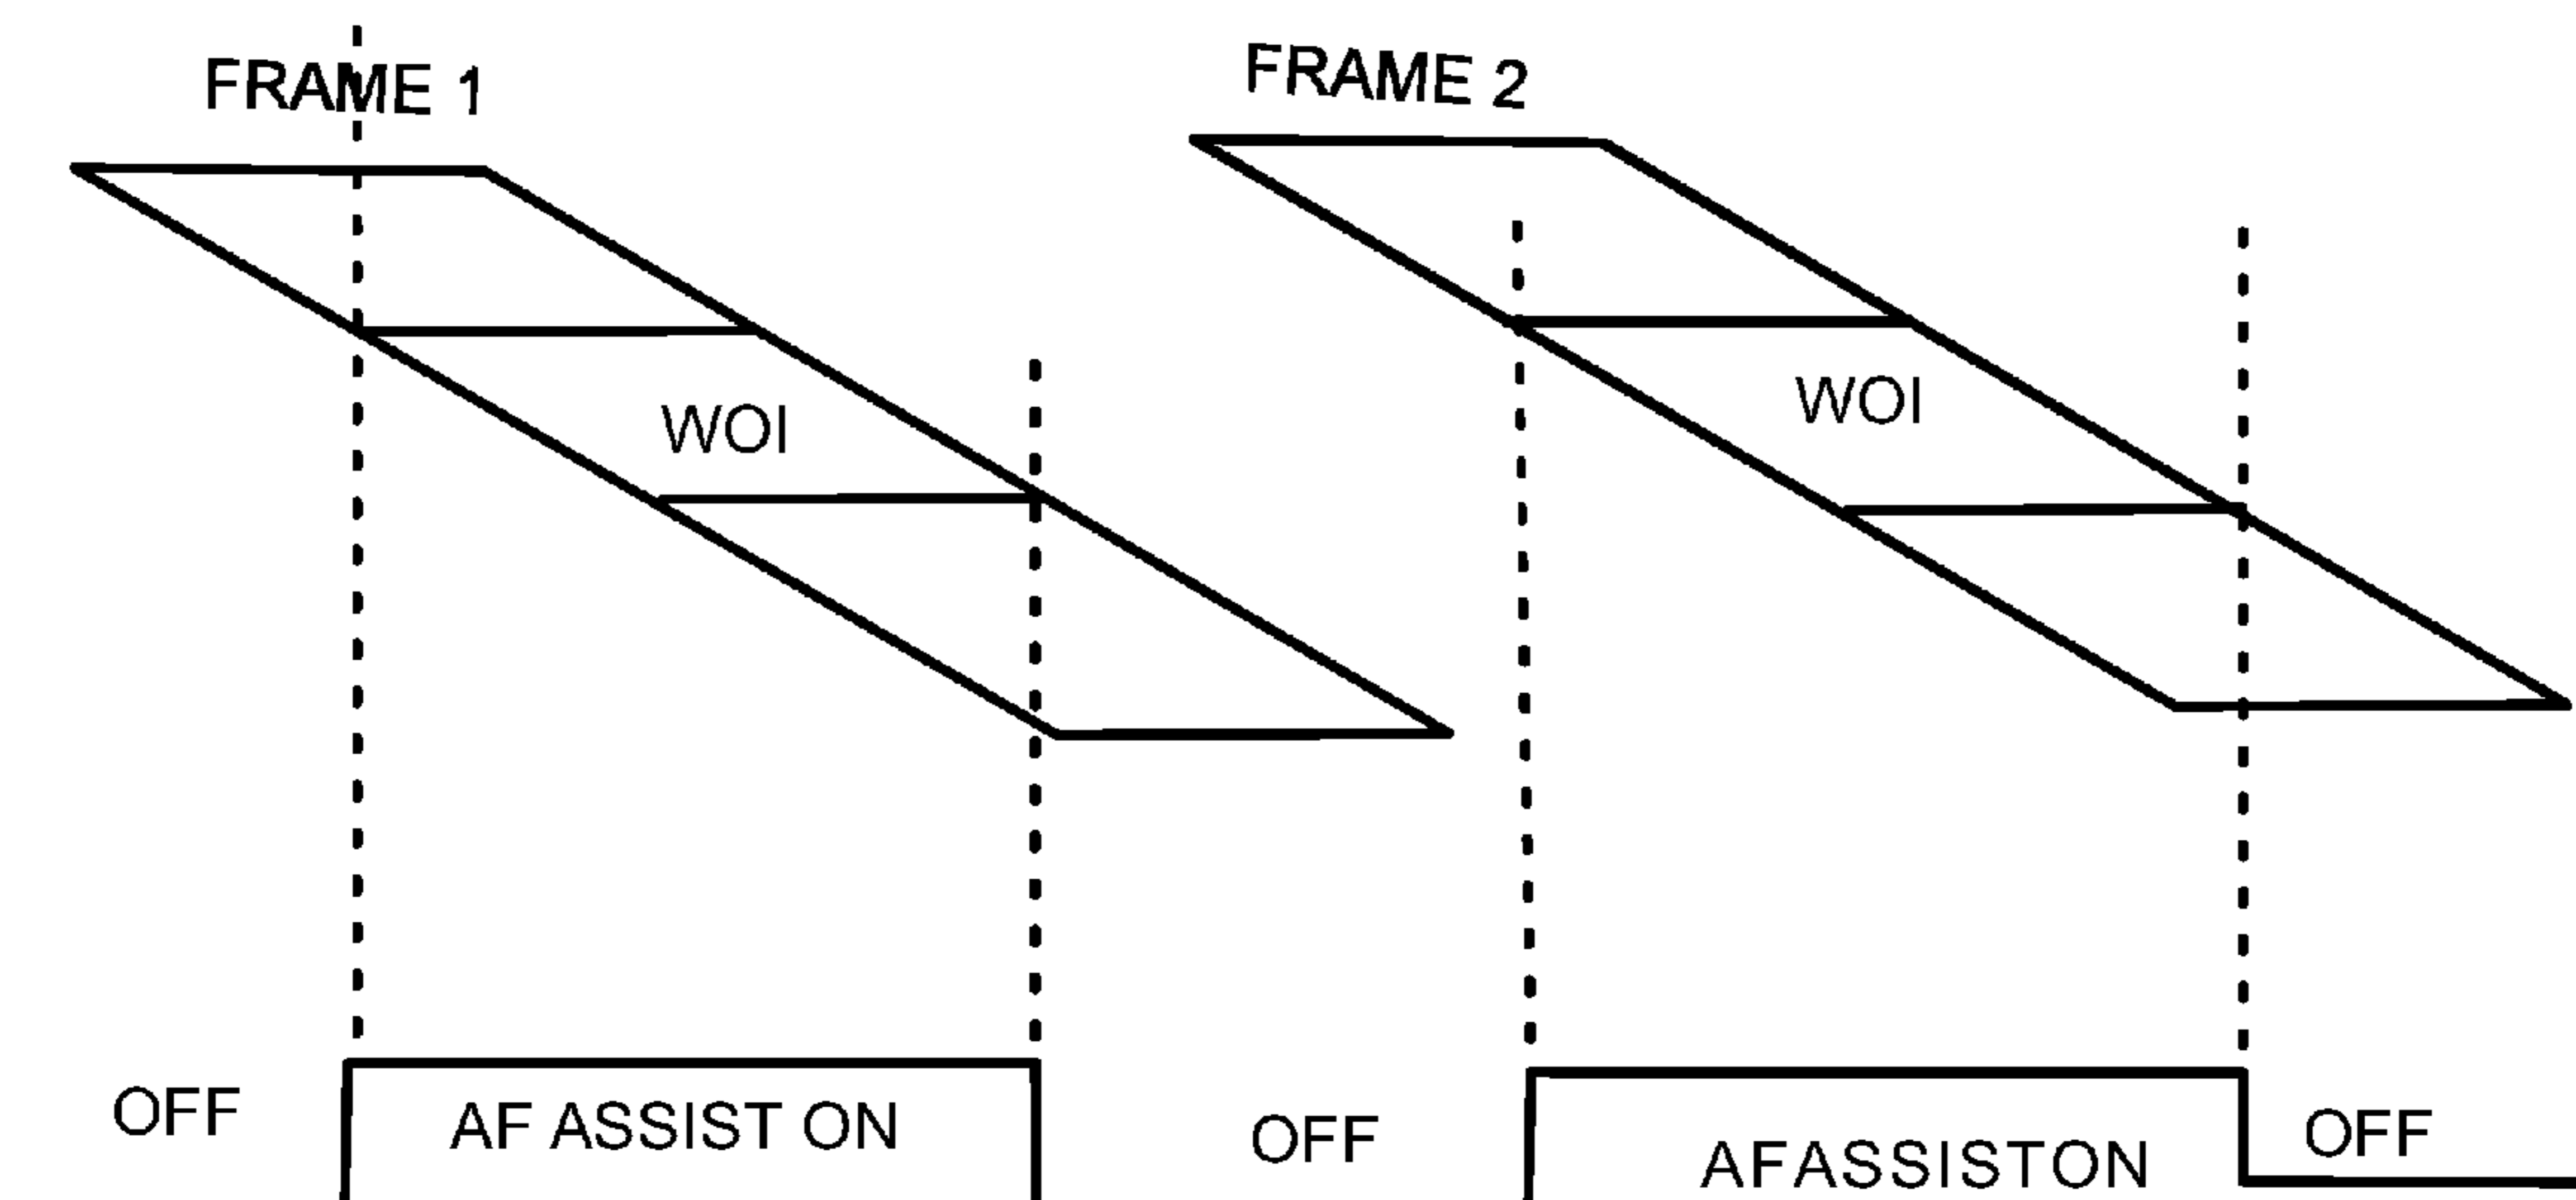 FRAME 1
FRAME 2
WOI
WOI
OFF
AF ASSIST ON
OFF
AFASSISTON
OFF